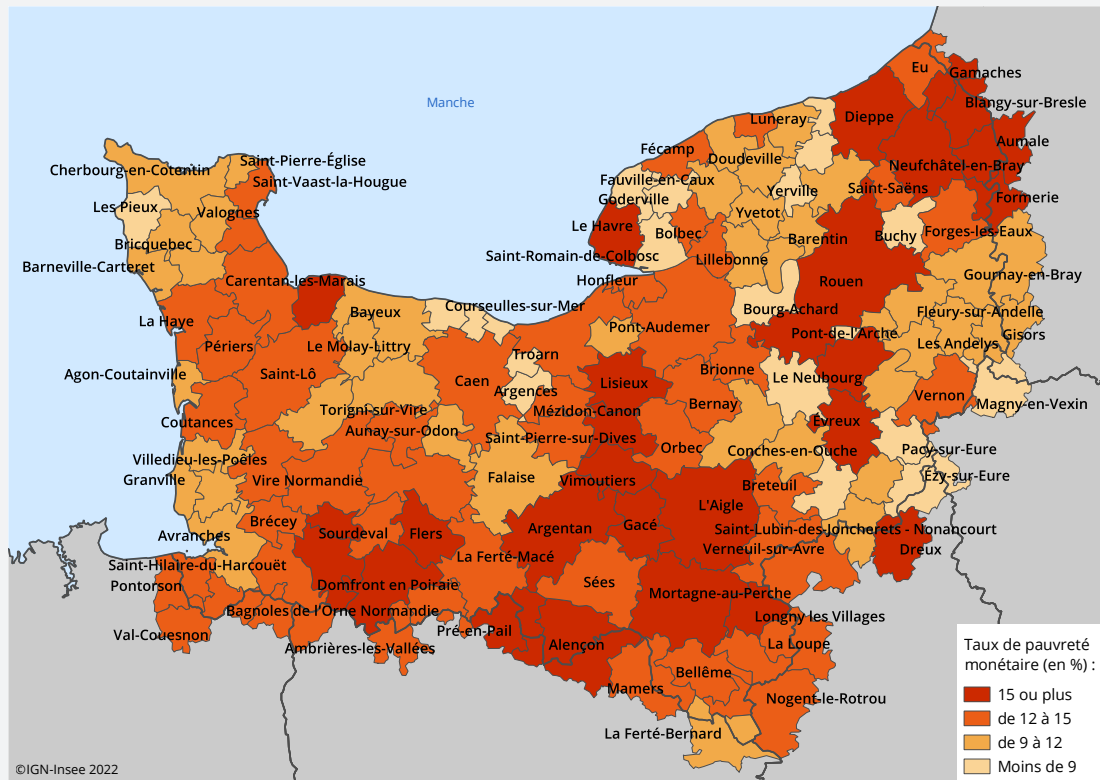 Manche
Eu
Gamaches
Blangy-sur-Bresle
Dieppe
Luneray
Aumale
Fécamp
Doudeville
Neufchâtel-en-Bray
Cherbourg-en-Cotentin
Saint-Pierre-Église
Saint-Vaast-la-Hougue
Fauville-en-Caux
Goderville
Yerville
Saint-Saëns
Formerie
Les Pieux
Valognes
Yvetot
Le Havre
Bolbec
Barentin
Buchy
Forges-les-Eaux
Bricquebec
Barneville-Carteret
Saint-Romain-de-Colbosc
Lillebonne
Gournay-en-Bray
Carentan-les-Marais
Honfleur
Rouen
La Haye
Bayeux
Courseulles-sur-Mer
Bourg-Achard
Fleury-sur-Andelle
Pont-Audemer
Pont-de-l'Arche
Gisors
Périers
Le Molay-Littry
Troarn
Les Andelys
Agon-Coutainville
Saint-Lô
Caen
Argences
Lisieux
Brionne
Le Neubourg
Vernon
Magny-en-Vexin
Torigni-sur-Vire
Mézidon-Canon
Bernay
Coutances
Aunay-sur-Odon
Saint-Pierre-sur-Dives
Orbec
Évreux
Conches-en-Ouche
Pacy-sur-Eure
Villedieu-les-Poêles
Granville
Vire Normandie
Falaise
Vimoutiers
Breteuil
Ézy-sur-Eure
L'Aigle
Brécey
Avranches
Sourdeval
Flers
Argentan
Gacé
Saint-Lubin-des-Joncherets - Nonancourt
Verneuil-sur-Avre
Dreux
La Ferté-Macé
Saint-Hilaire-du-Harcouët
Pontorson
Domfront en Poiraie
Sées
Mortagne-au-Perche
Bagnoles de l'Orne Normandie
Longny les Villages
Val-Couesnon
Pré-en-Pail
Alençon
La Loupe
Ambrières-les-Vallées
Bellême
Mamers
Nogent-le-Rotrou
La Ferté-Bernard
Taux de pauvreté
monétaire (en %) :
15 ou plus
de 12 à 15
de 9 à 12
Moins de 9
©IGN-Insee 2022